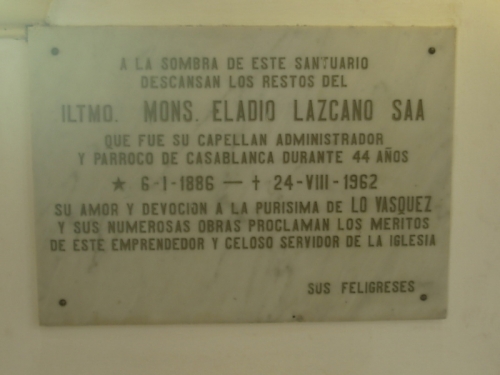 A LA SOMBRA DE ESTE SANTUARIO
DESCANSAN LOS RESTOS DEL
ILTMO. MONS. ELADIO LAZCANO SAA
QUE FUE SU CAPELLAN ADMINISTRADOR
Y PARROCO DE CASABLANCA DURANTE 44 AÑOS
★ 6-1-1886 — † 24-VIII-1962
SU AMOR Y DEVOCION A LA PURISIMA DE LO VASQUEZ
Y SUS NUMEROSAS OBRAS PROCLAMAN LOS MERITOS
DE ESTE EMPRENDEDOR Y CELOSO SERVIDOR DE LA IGLESIA
SUS FELIGRESES